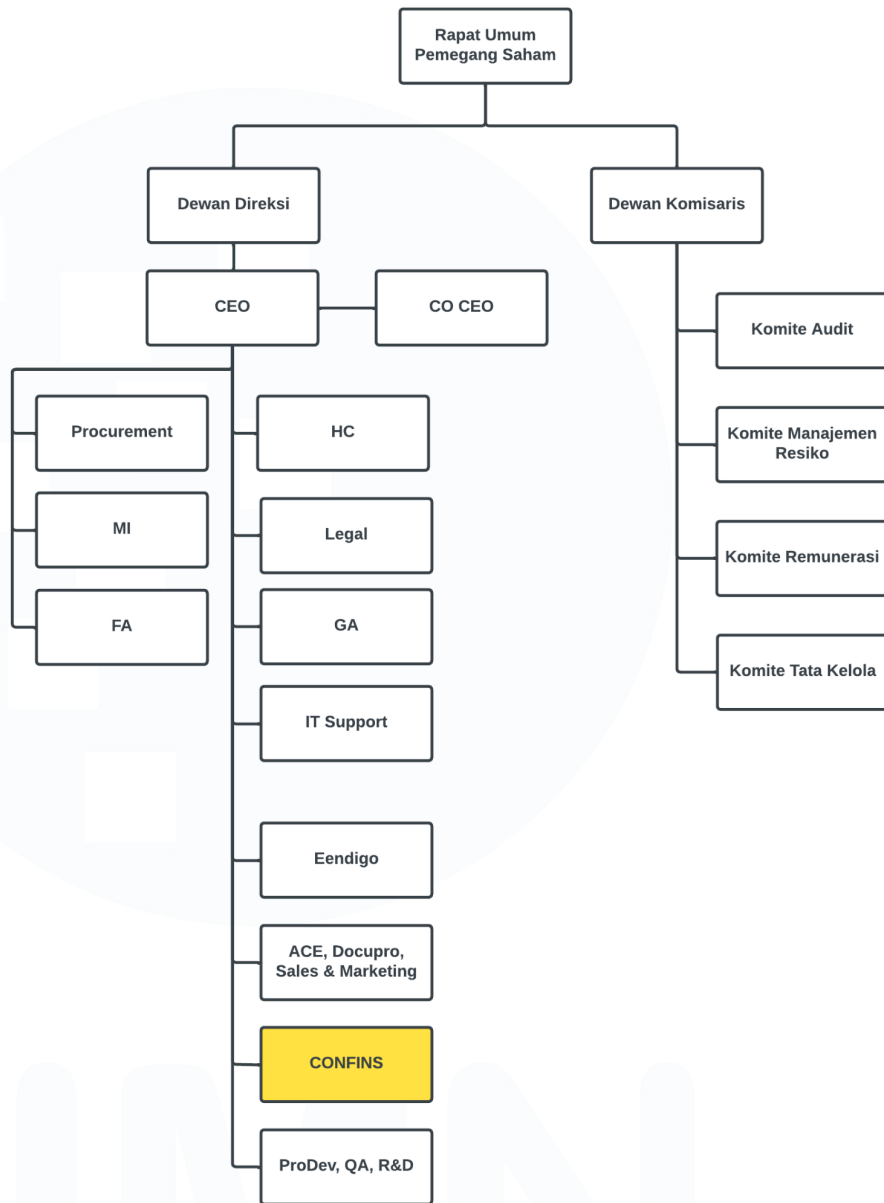 Rapat Umum
Pemegang Saham
Dewan Direksi
Dewan Komisaris
CEO
CO CEO
Komite Audit
Procurement
HC
Komite Manajemen
Resiko
MI
Legal
Komite Remunerasi
FA
GA
Komite Tata Kelola
IT Support
Eendigo
ACE, Docupro,
Sales & Marketing
CONFINS
ProDev, QA, R&D